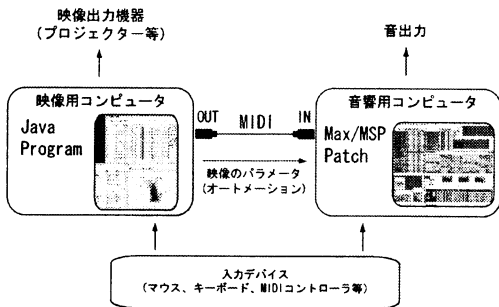 映像出力機器
(プロジェクター等)
音出力
映像用コンピュータ
Java
Program
OUT
MIDI
IN
音響用コンピュータ
Max/MSP
Patch
映像のパラメータ
(オートメーション)
入力デバイス
(マウス、キーボード、MIDIコントローラ等)